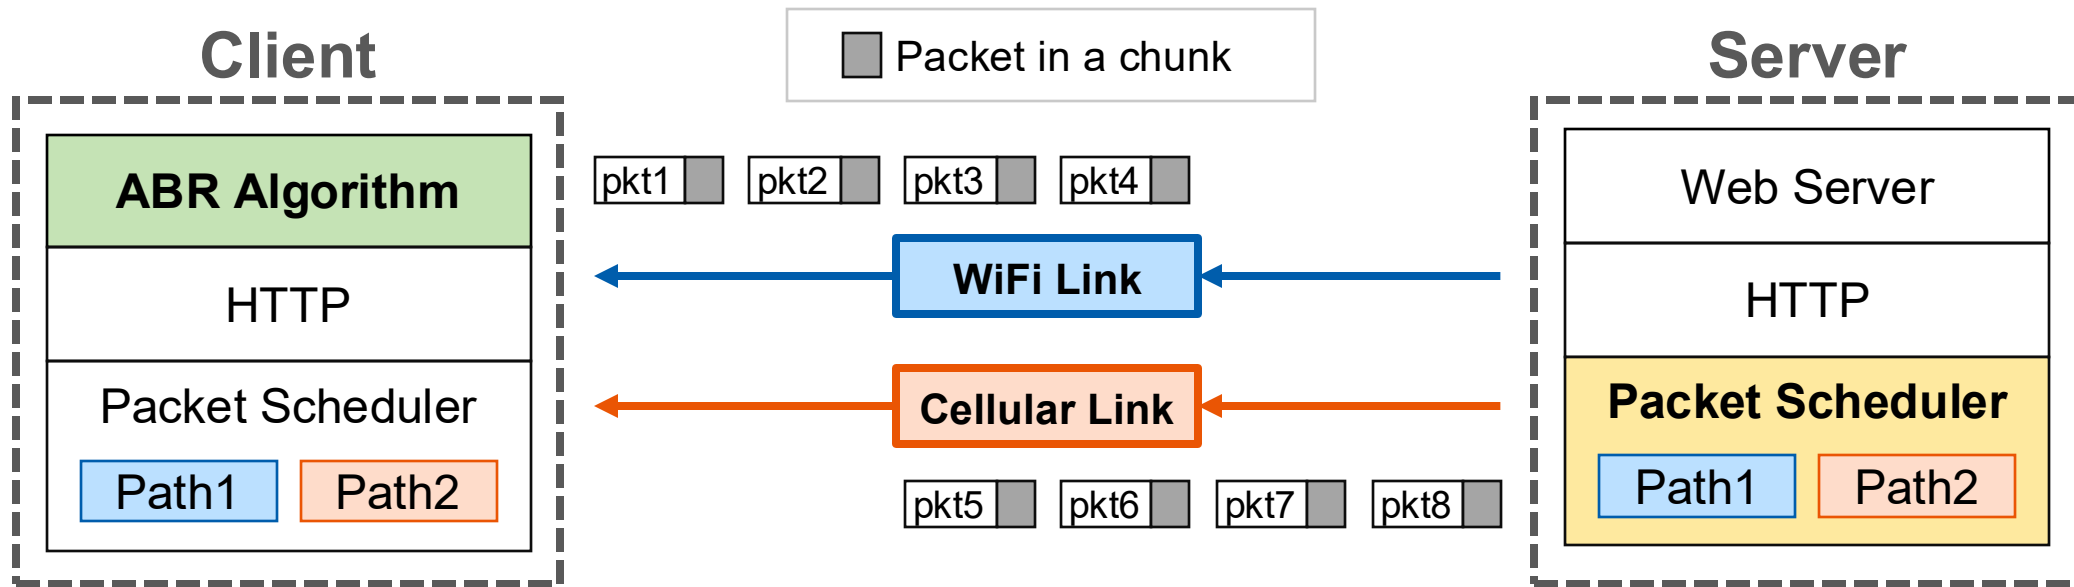 Client
Packet in a chunk
Server
ABR Algorithm
HTTP
Packet Scheduler
Path1 Path2
pkt1 pkt2 pkt3 pkt4
WiFi Link
Cellular Link
pkt5 pkt6 pkt7 pkt8
Web Server
HTTP
Packet Scheduler
Path1 Path2